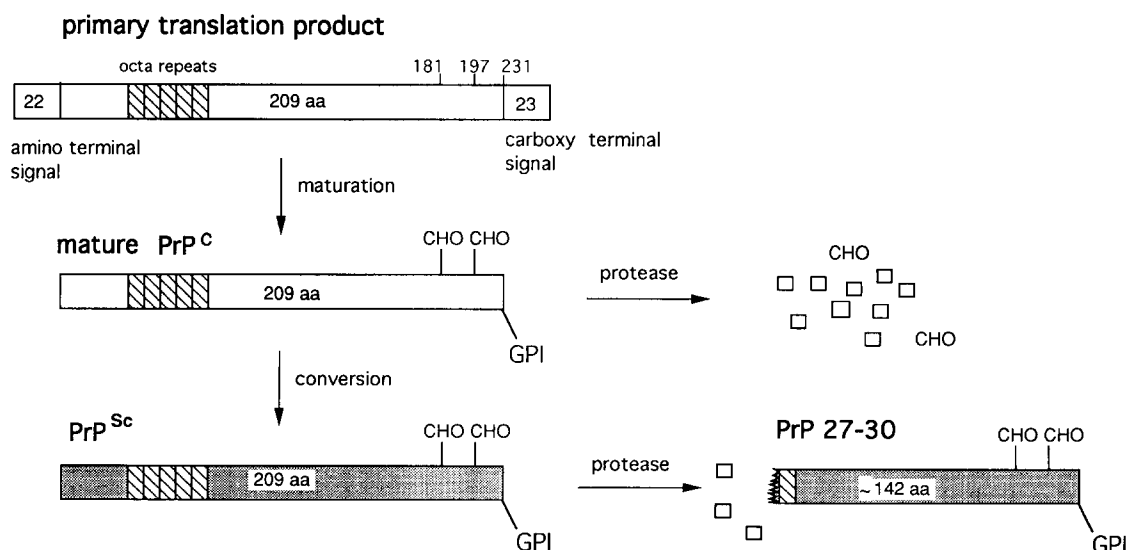 primary translation product
octa repeats
181 197 231
22
209 aa
23
amino terminal
signal
carboxy terminal
signal
maturation
mature PrP C
CHO CHO
209 aa
GPI
protease
CHO
CHO
conversion
PrP Sc
CHO CHO
209 aa
GPI
protease
PrP 27-30
CHO CHO
~142 aa
GPI